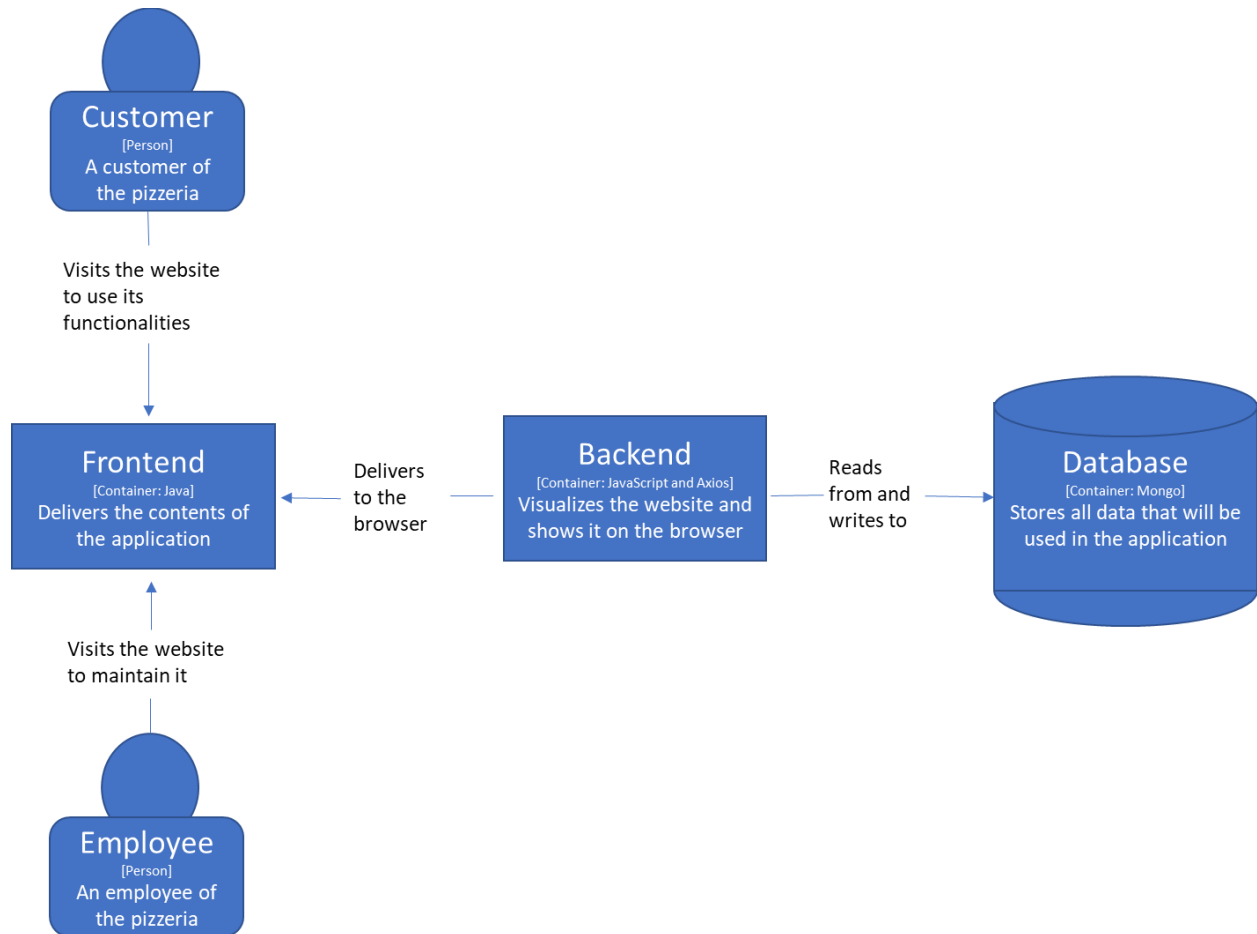 Customer
[Person]
A customer of
the pizzeria
Visits the website
to use its
functionalities
Frontend
[Container: Java]
Delivers the contents of
the application
Delivers
to the
browser
Backend
[Container: JavaScript and Axios]
Visualizes the website and
shows it on the browser
Reads
from and
writes to
Database
[Container: Mongo]
Stores all data that will be
used in the application
Visits the website
to maintain it
Employee
[Person]
An employee of
the pizzeria